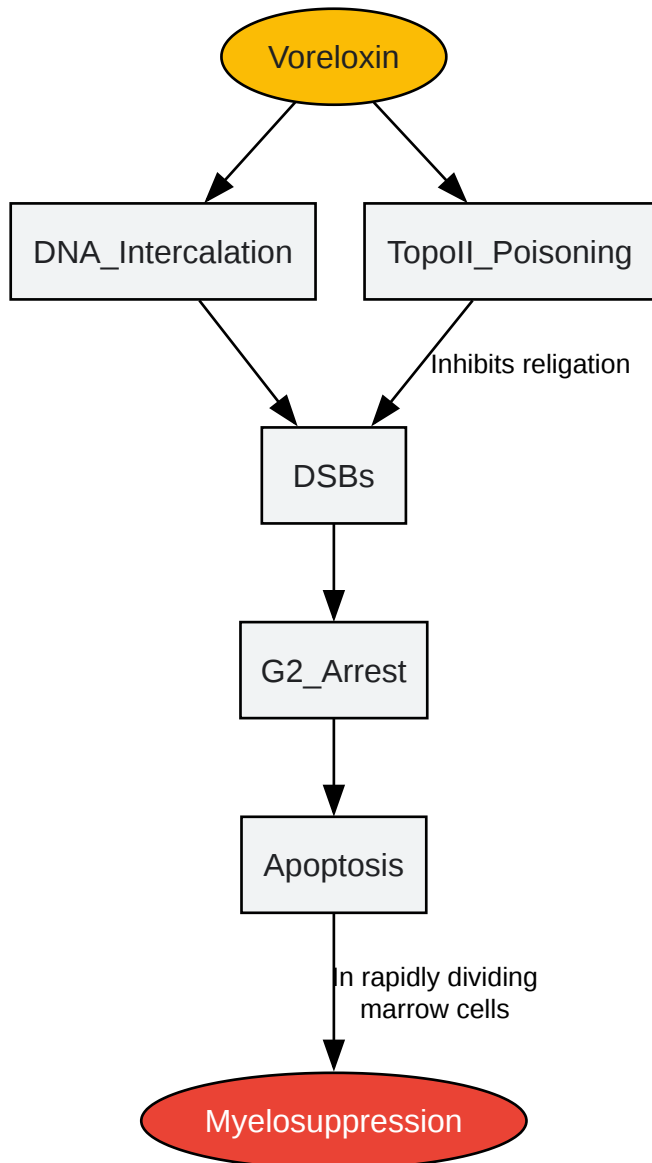 Voreloxin
DNA_Intercalation
TopoII_Poisoning
Inhibits religation
DSBs
G2_Arrest
Apoptosis
In rapidly dividing
marrow cells
Myelosuppression